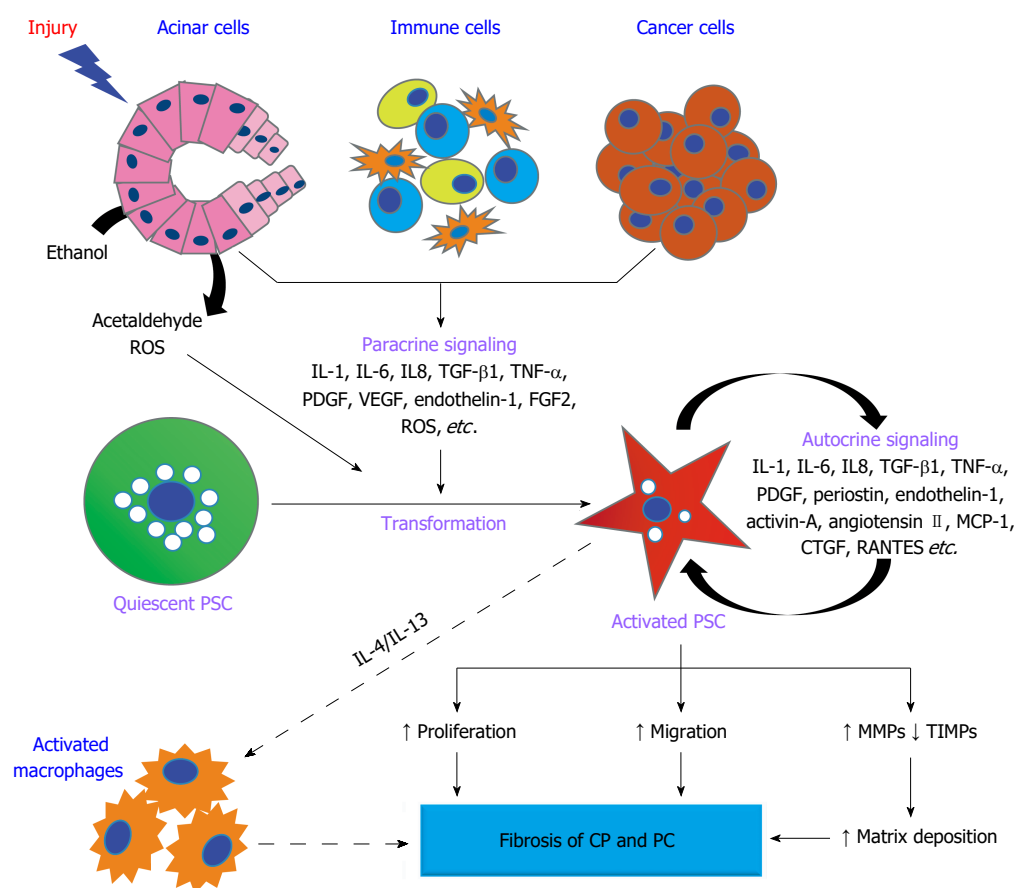 Injury
Acinar cells
Immune cells
Cancer cells
Ethanol
Acetaldehyde
ROS
Paracrine signaling
IL-1, IL-6, IL8, TGF-β1, TNF-α,
PDGF, VEGF, endothelin-1, FGF2,
ROS, etc.
Autocrine signaling
IL-1, IL-6, IL8, TGF-β1, TNF-α,
PDGF, periostin, endothelin-1,
activin-A, angiotensin Ⅱ, MCP-1,
CTGF, RANTES etc.
Transformation
Quiescent PSC
Activated PSC
IL-4/IL-13
↑ Proliferation
↑ Migration
↑ MMPs ↓ TIMPs
Activated
macrophages
Fibrosis of CP and PC
↑ Matrix deposition